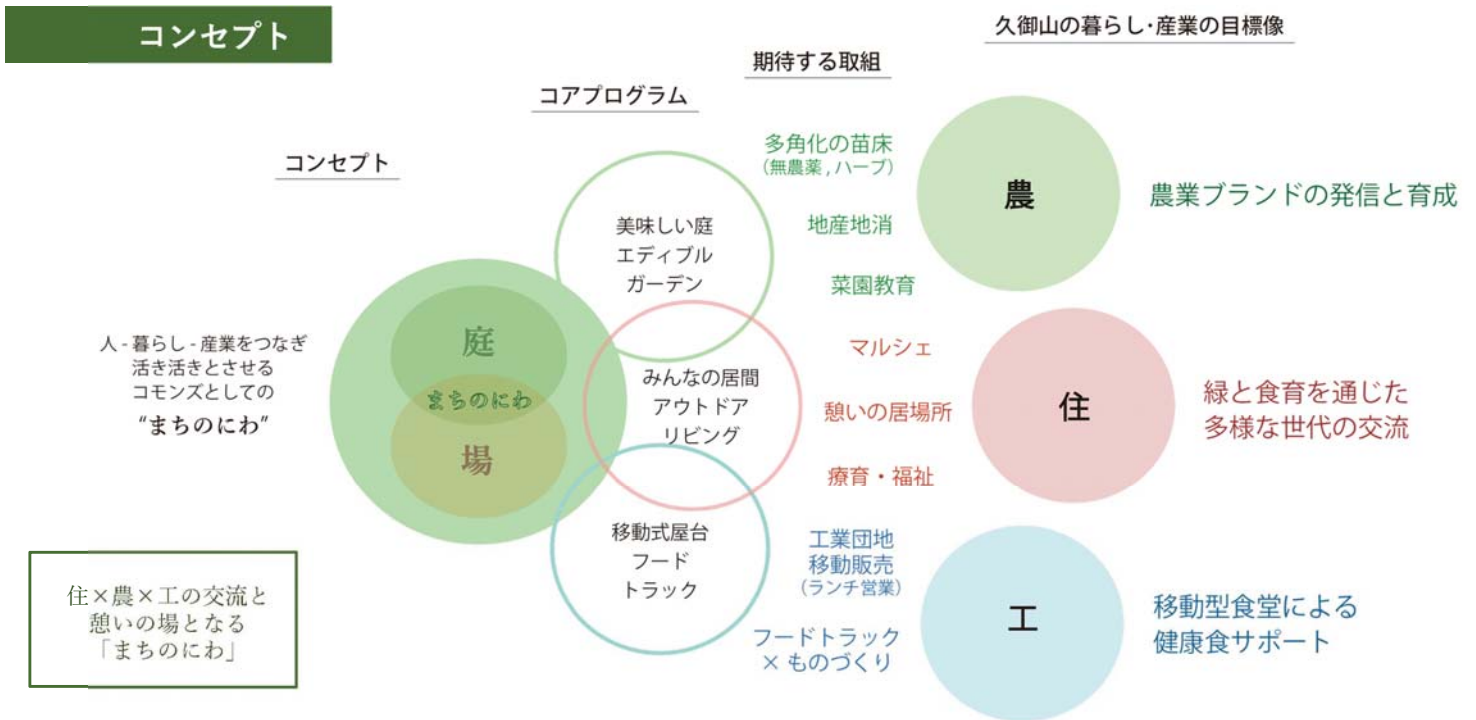 コンセプト
コンセプト
人 - 暮らし - 産業をつなぎ
活き活きとさせる
コモンズとしての
“まちのにわ”
庭
まちのにわ
場
住×農×工の交流と
憩いの場となる
「まちのにわ」
コアプログラム
美味しい庭
エディブル
ガーデン
みんなの居間
アウトドア
リビング
移動式屋台
フード
トラック
期待する取組
多角化の苗床
（無農薬 , ハーブ）
地産地消
菜園教育
マルシェ
憩いの居場所
療育・福祉
工業団地
移動販売
（ランチ営業）
フードトラック
× ものづくり
久御山の暮らし・産業の目標像
農
農業ブランドの発信と育成
住
緑と食育を通じた
多様な世代の交流
工
移動型食堂による
健康食サポート